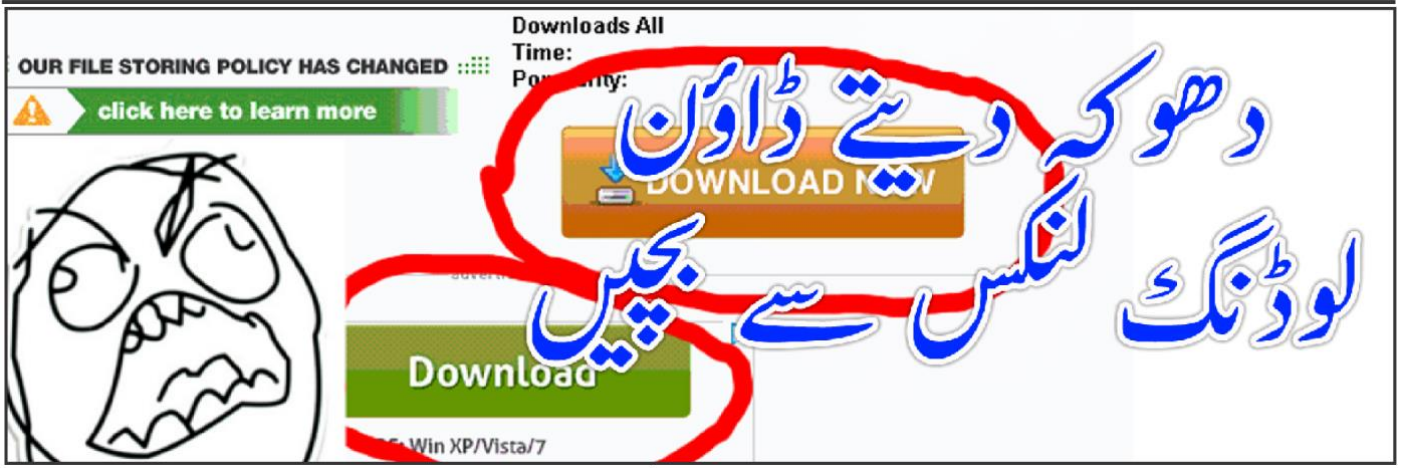 Downloads All
Time:
OUR FILE STORING POLICY HAS CHANGED
click here to learn more
دھوکہ دیتے ڈاؤن
لوڈنگ لنکس سے بچیں
DOWNLOAD NOW
Download
Win XP/Vista/7